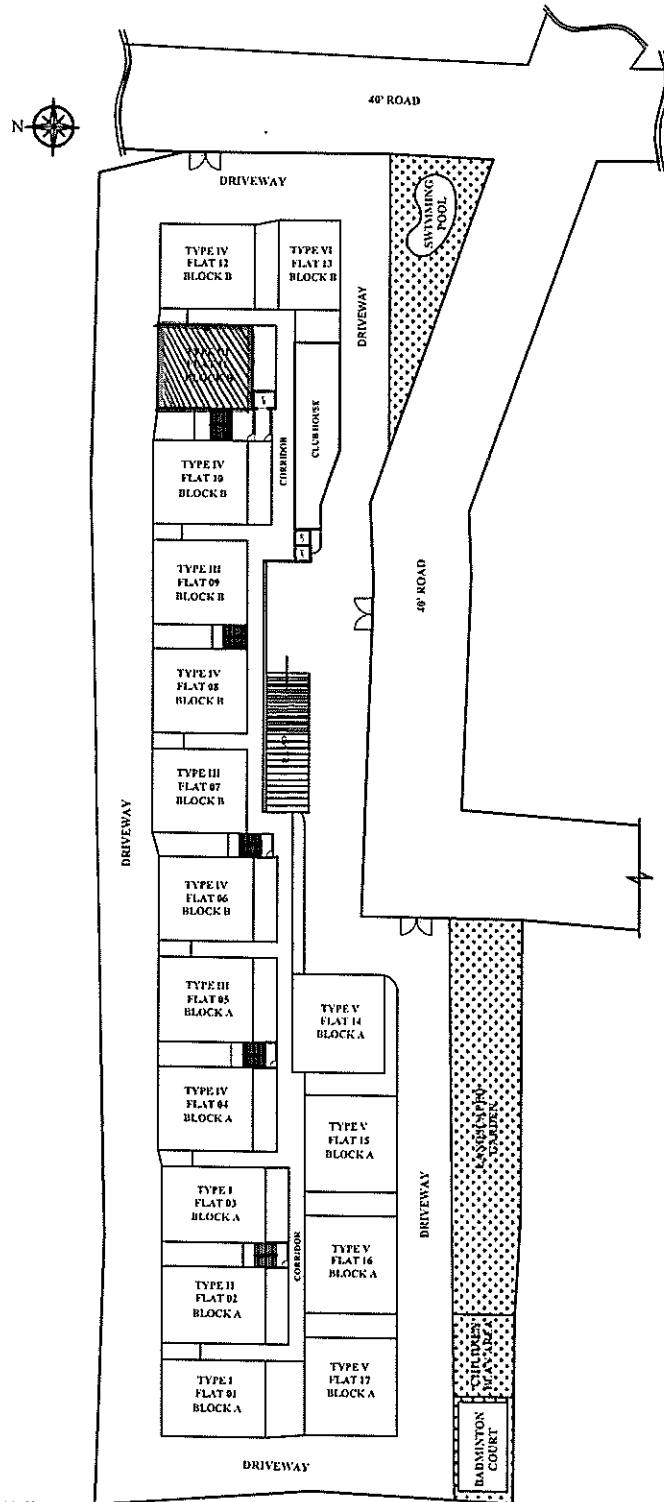 40' ROAD
N
DRIVEWAY
SWIMMING
POOL
TYPE IV
FLAT 12
BLOCK B
TYPE VI
FLAT 13
BLOCK B
DRIVEWAY
BLOCK B
CORRIDOR
CLUB HOUSE
TYPE IV
FLAT 10
BLOCK B
TYPE III
FLAT 09
BLOCK B
40' ROAD
TYPE IV
FLAT 08
BLOCK B
TYPE III
FLAT 07
BLOCK B
DRIVEWAY
TYPE IV
FLAT 06
BLOCK B
TYPE III
FLAT 05
BLOCK A
TYPE V
FLAT 14
BLOCK A
TYPE IV
FLAT 04
BLOCK A
TYPE V
FLAT 15
BLOCK A
LANDSCAPED
GARDEN
TYPE I
FLAT 03
BLOCK A
DRIVEWAY
CORRIDOR
TYPE V
FLAT 16
BLOCK A
TYPE II
FLAT 02
BLOCK A
CHILDREN
PLAY AREA
TYPE I
FLAT 01
BLOCK A
TYPE V
FLAT 17
BLOCK A
BADMINTON
COURT
DRIVEWAY